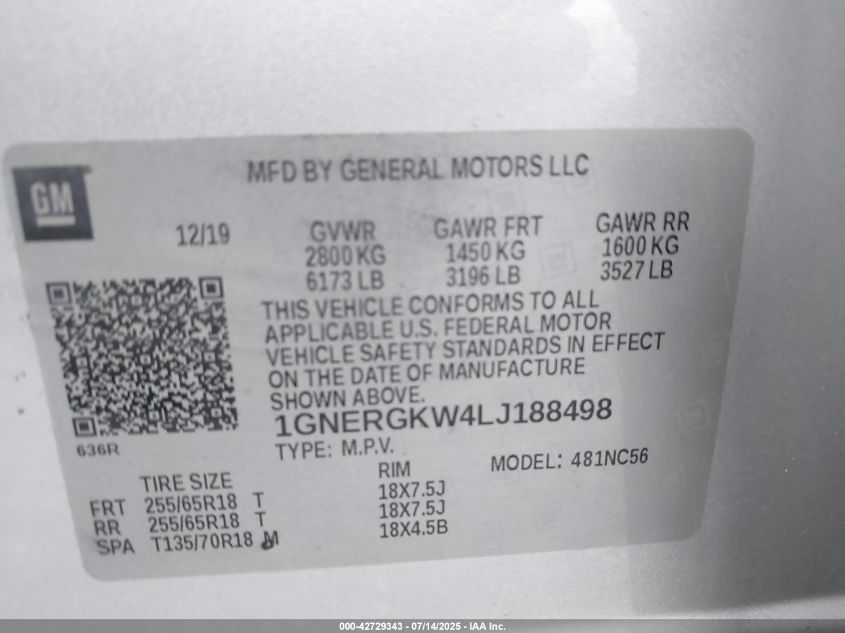 GM
MFD BY GENERAL MOTORS LLC
12/19
GVWR GAWR FRT GAWR RR
2800 KG 1450 KG 1600 KG
6173 LB 3196 LB 3527 LB
THIS VEHICLE CONFORMS TO ALL
APPLICABLE U.S. FEDERAL MOTOR
VEHICLE SAFETY STANDARDS IN EFFECT
ON THE DATE OF MANUFACTURE
SHOWN ABOVE.
1GNERGKW4LJ188498
636R
TYPE: M.P.V.
MODEL: 481NC56
TIRE SIZE RIM
FRT 255/65R18 T 18X7.5J
RR 255/65R18 T 18X7.5J
SPA T135/70R18 M 18X4.5B
000-42729343 - 07/14/2025 - IAA Inc.